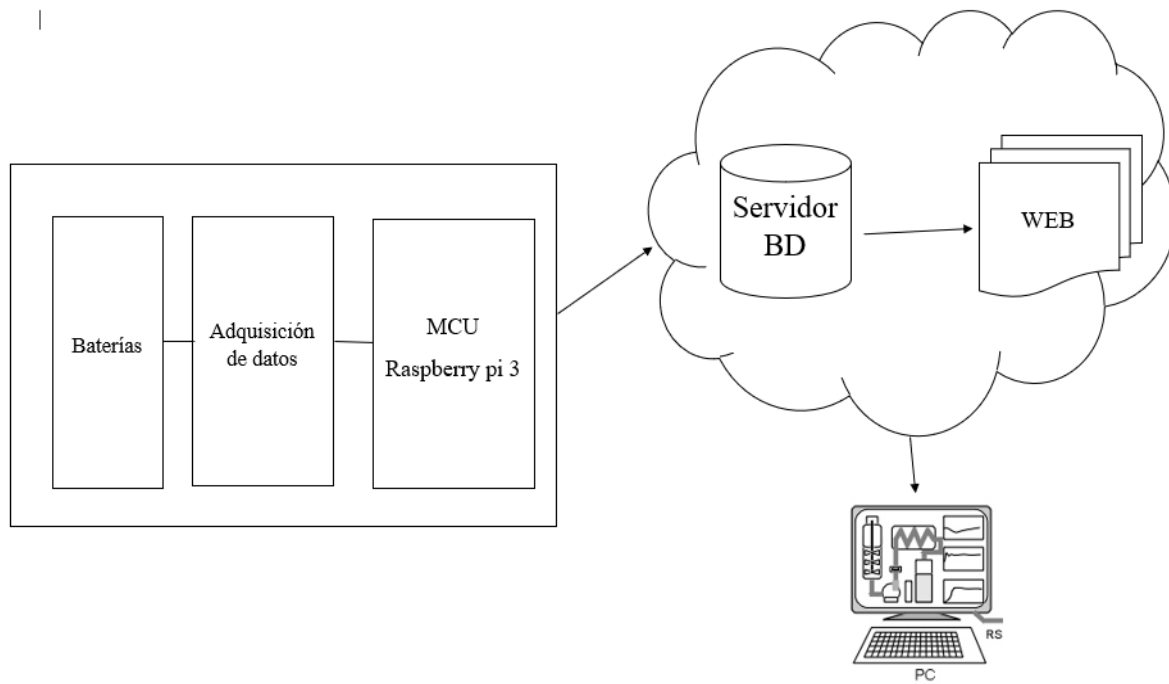 Baterías
Adquisición
de datos
MCU
Raspberry pi 3
Servidor
BD
WEB
RS
PC